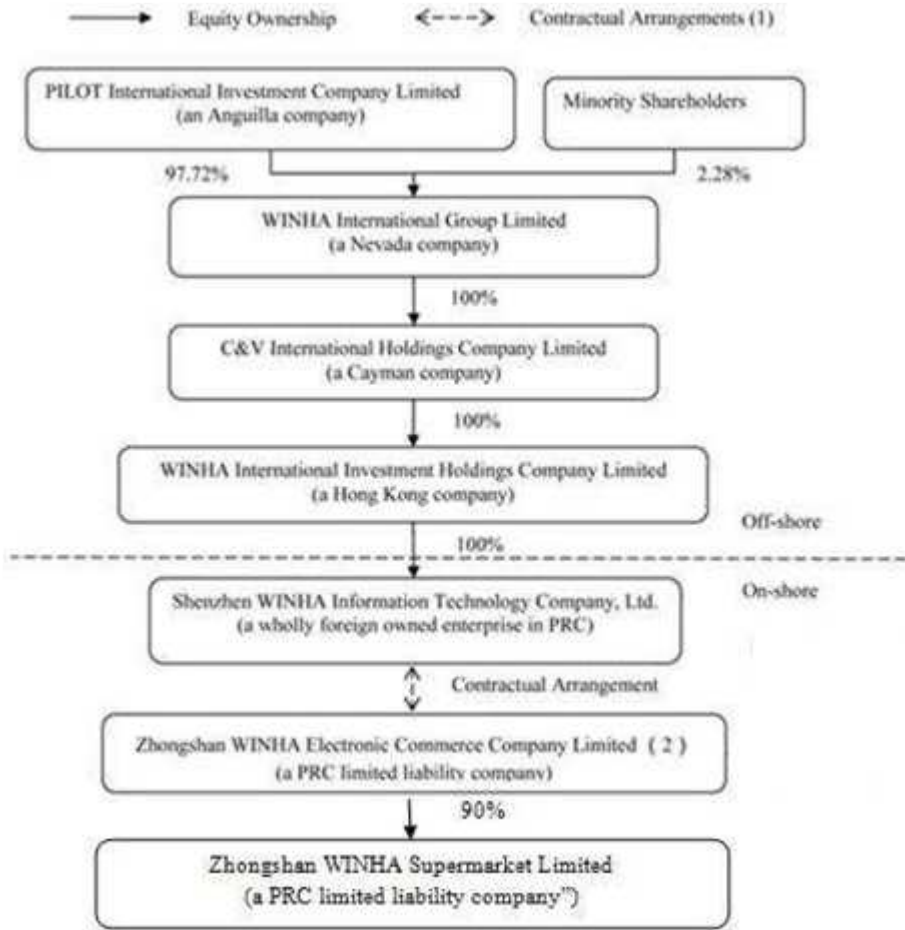 Equity Ownership
Contractual Arrangements (1)
PILOT International Investment Company Limited
(an Anguilla company)
Minority Shareholders
97.72%
2.28%
WINHA International Group Limited
(a Nevada company)
100%
C&V International Holdings Company Limited
(a Cayman company)
100%
WINHA International Investment Holdings Company Limited
(a Hong Kong company)
Off-shore
100%
On-shore
Shenzhen WINHA Information Technology Company, Ltd.
(a wholly foreign owned enterprise in PRC)
Contractual Arrangement
Zhongshan WINHA Electronic Commerce Company Limited ( 2 )
(a PRC limited liability company)
90%
Zhongshan WINHA Supermarket Limited
(a PRC limited liability company”)